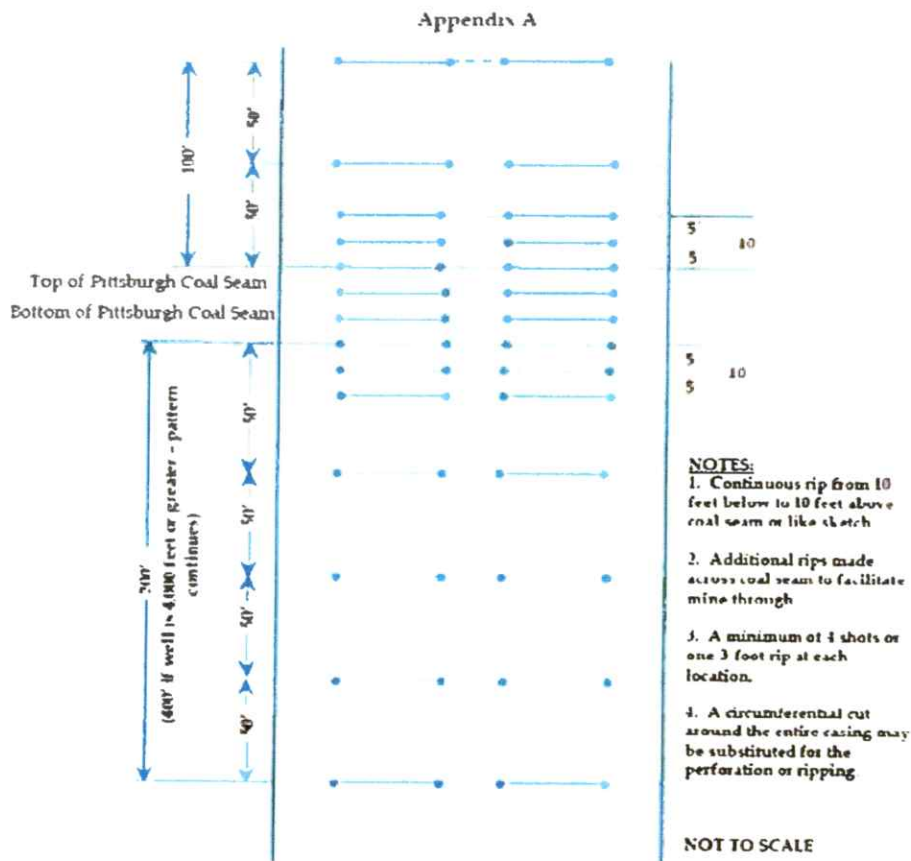 Appendix A
50'
100'
50'
5
10
5
Top of Pittsburgh Coal Seam
Bottom of Pittsburgh Coal Seam
5
10
5
50'
200'
(400' if well is 4,000 feet or greater - pattern
continues)
50'
50'
50'
NOTES:
1. Continuous rip from 10
feet below to 10 feet above
coal seam or like sketch
2. Additional rips made
across coal seam to facilitate
mine through
3. A minimum of 4 shots or
one 3 foot rip at each
location.
4. A circumferential cut
around the entire casing may
be substituted for the
perforation or ripping
NOT TO SCALE